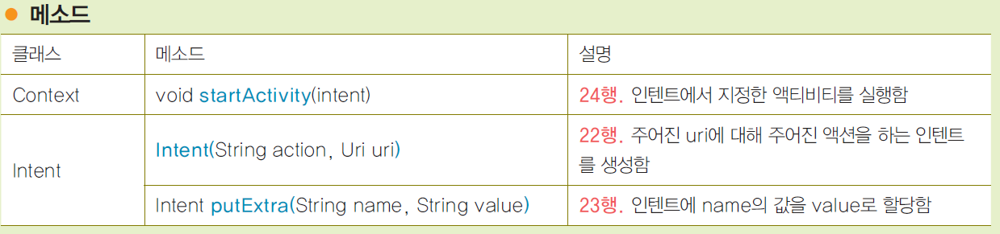 ● 메소드
클래스 메소드 설명
Context void startActivity(intent) 24행. 인텐트에서 지정한 액티비티를 실행함
Intent Intent(String action, Uri uri) 22행. 주어진 uri에 대해 주어진 액션을 하는 인텐트
를 생성함
Intent putExtra(String name, String value) 23행. 인텐트에 name의 값을 value로 할당함